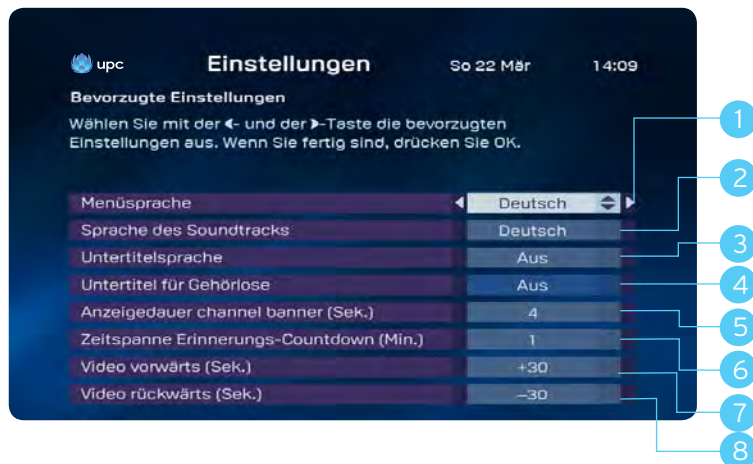 upc Einstellungen So 22 Mär 14:09
Bevorzugte Einstellungen
Wählen Sie mit der ◀- und der ▶-Taste die bevorzugten
Einstellungen aus. Wenn Sie fertig sind, drücken Sie OK.
1
2
Menüsprache Deutsch
Sprache des Soundtracks Deutsch
3
Untertitelsprache Aus
4
Untertitel für Gehörlose Aus
Anzeigedauer channel banner (Sek.) 4
5
Zeitspanne Erinnerungs-Countdown (Min.) 1
6
Video vorwärts (Sek.) +30
7
Video rückwärts (Sek.) –30
8